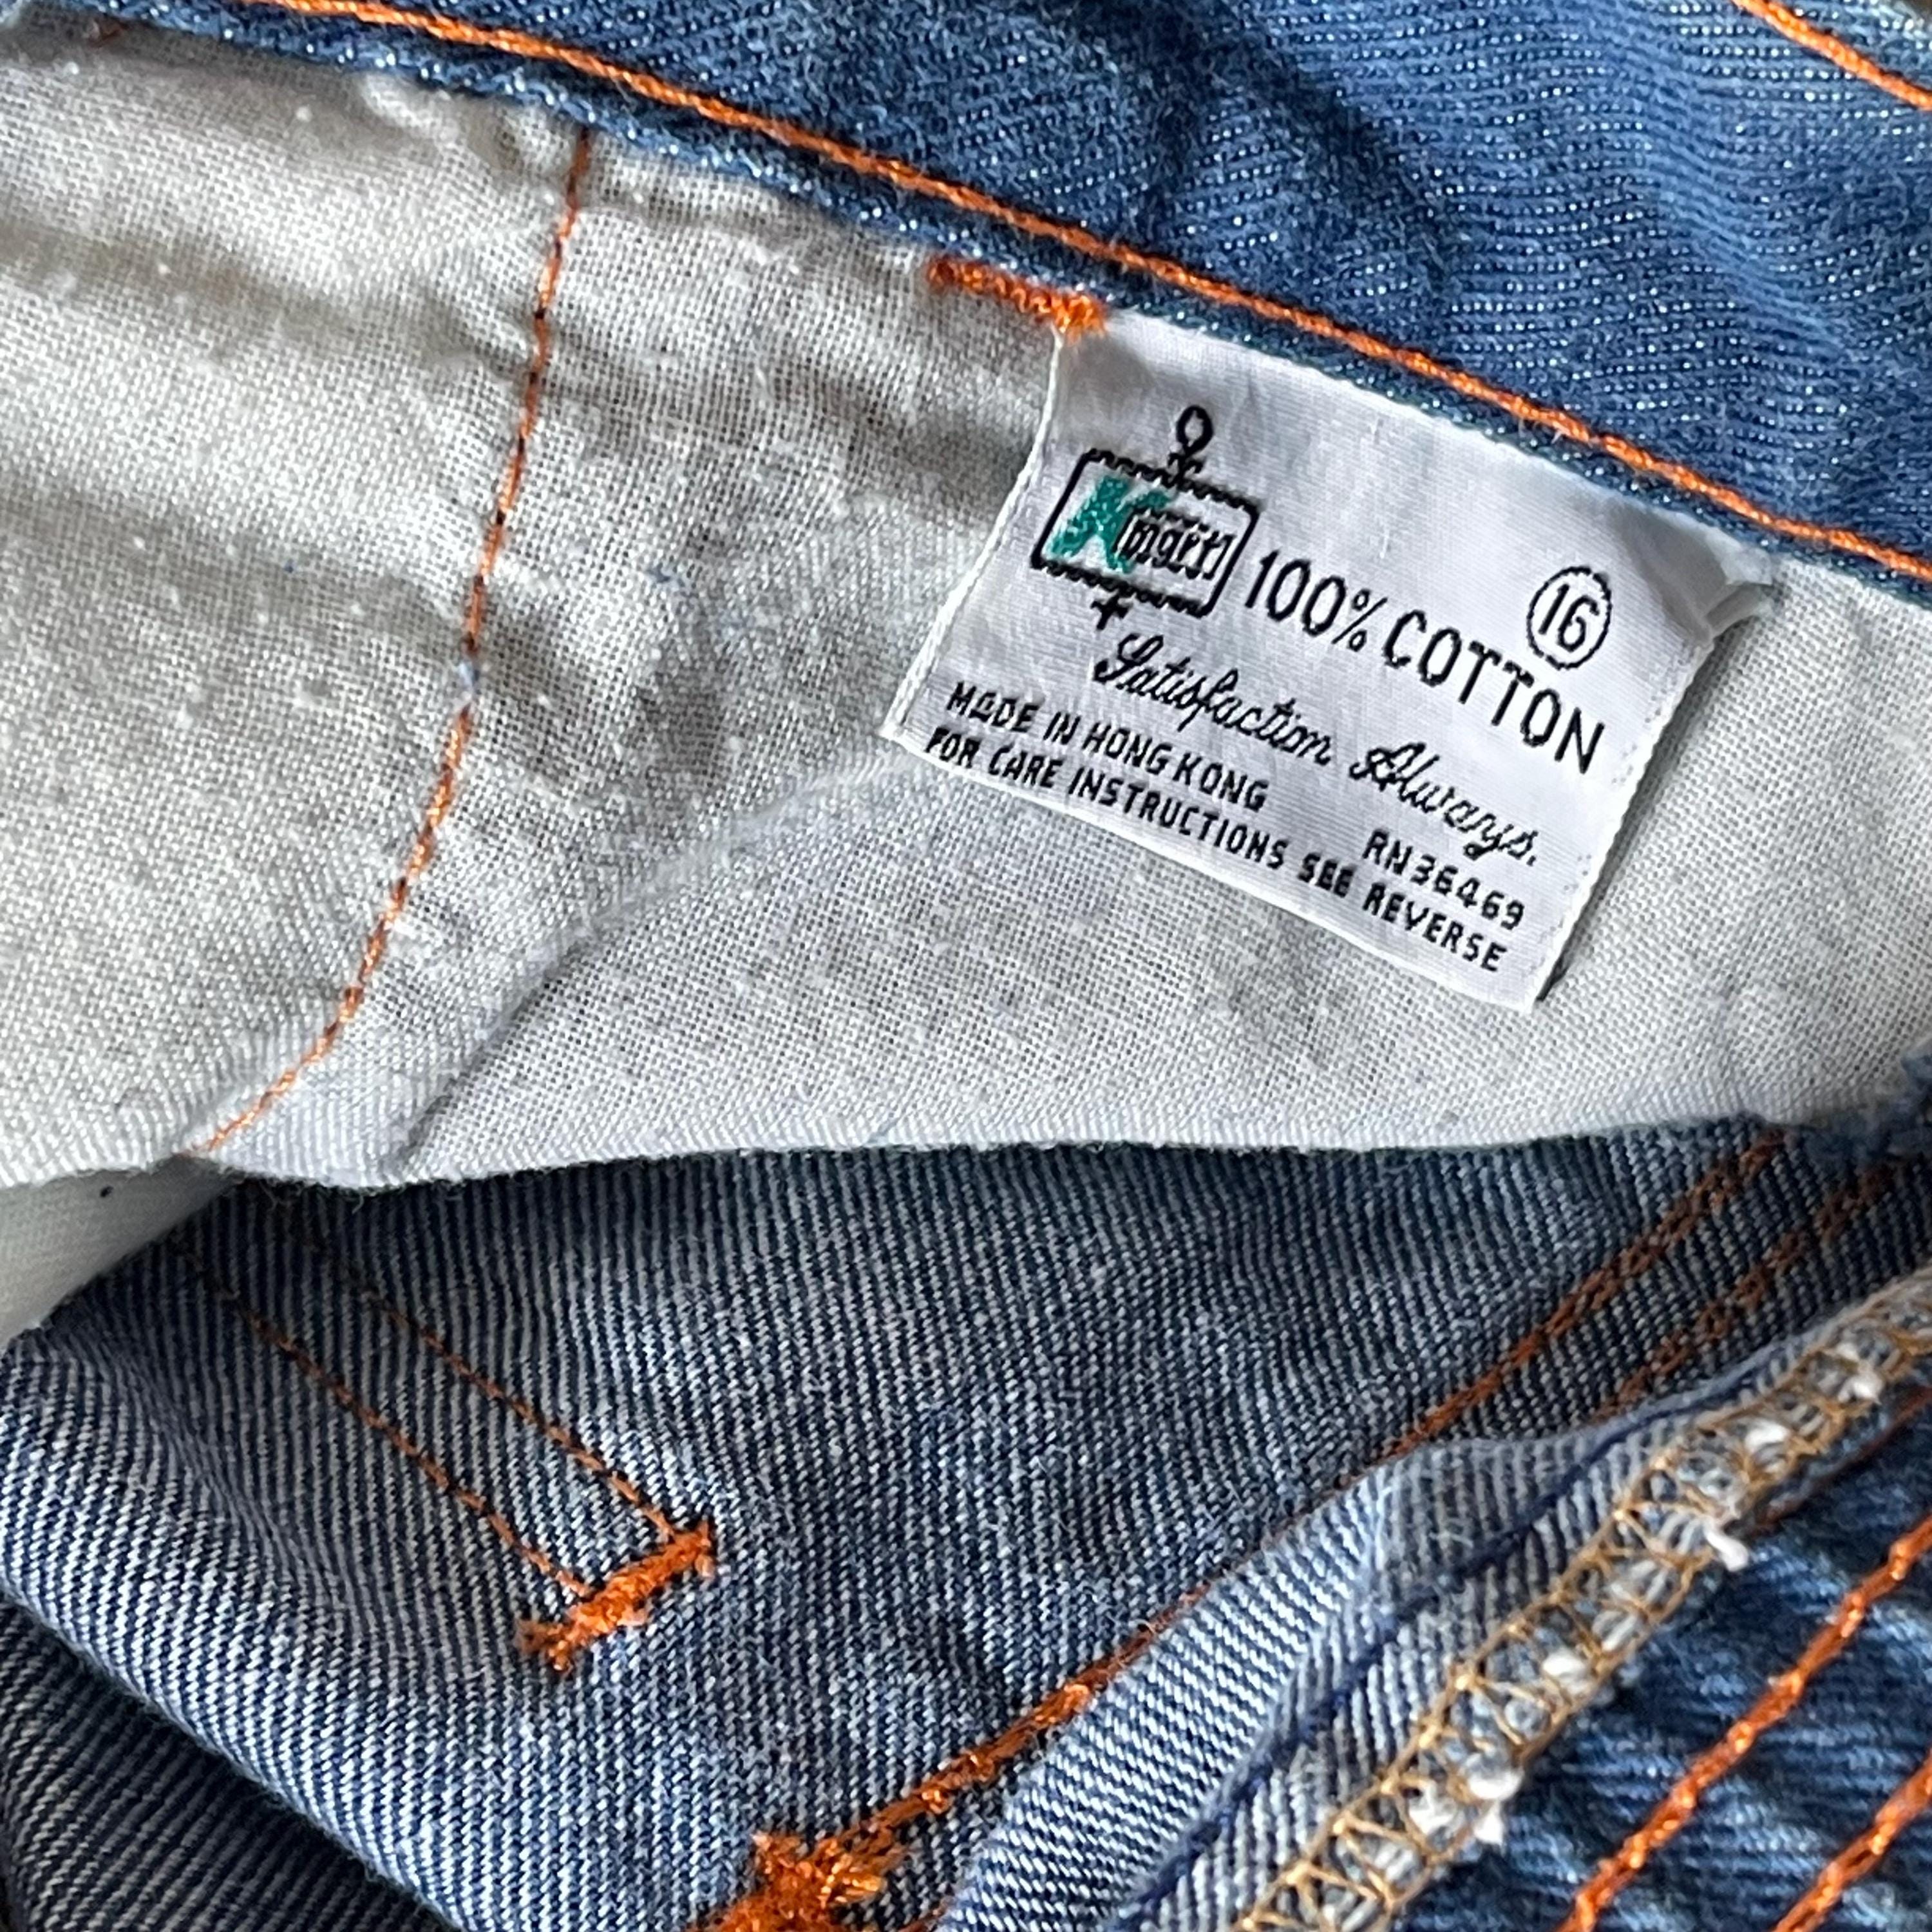 Kmart
16
100% COTTON
Satisfaction Always.
MADE IN HONG KONG RN36469
FOR CARE INSTRUCTIONS SEE REVERSE